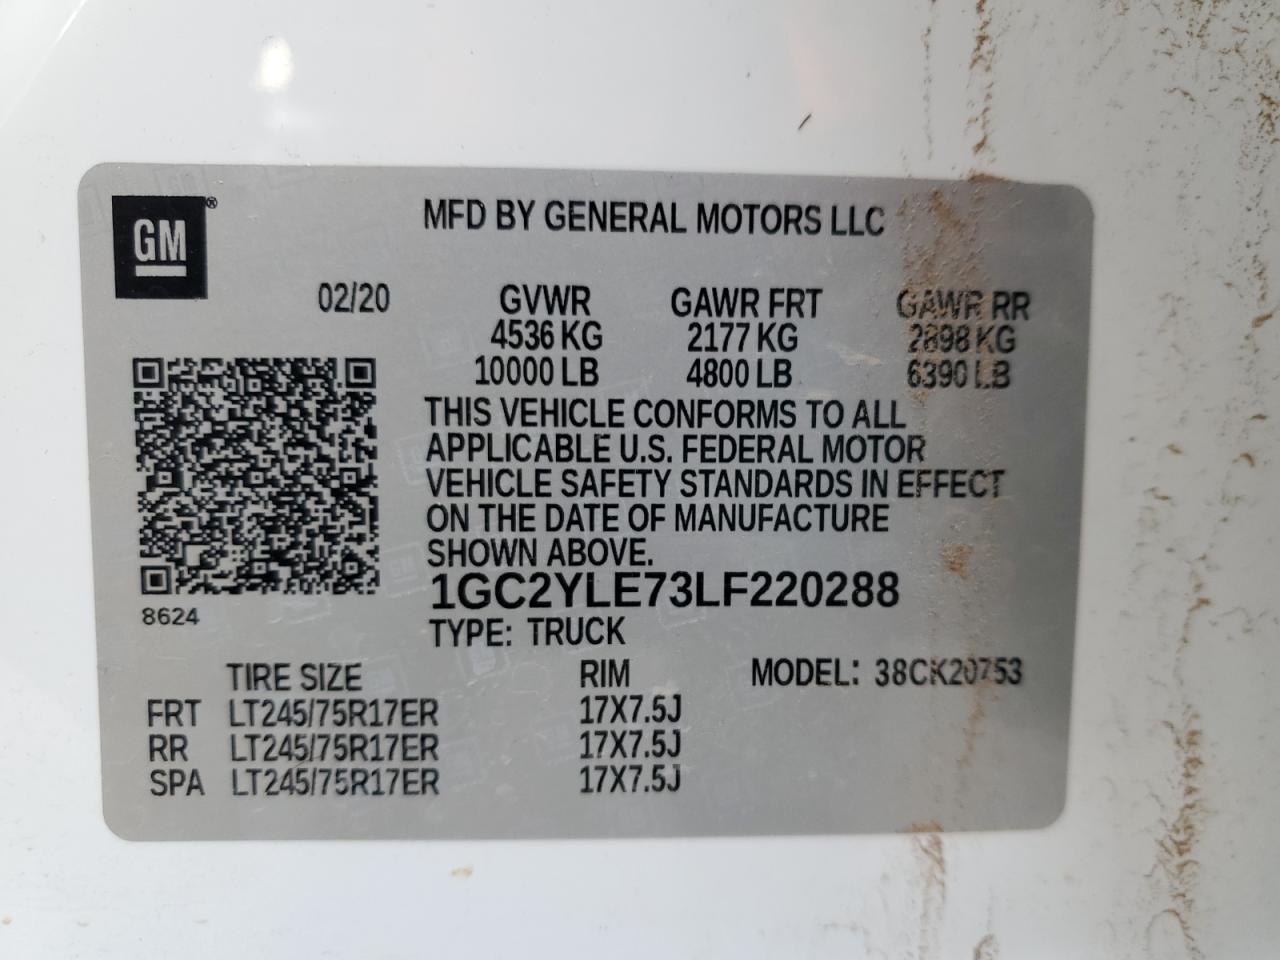 GM®
MFD BY GENERAL MOTORS LLC
02/20 GVWR GAWR FRT GAWR RR
4536 KG 2177 KG 2898 KG
10000 LB 4800 LB 6390 LB
THIS VEHICLE CONFORMS TO ALL
APPLICABLE U.S. FEDERAL MOTOR
VEHICLE SAFETY STANDARDS IN EFFECT
ON THE DATE OF MANUFACTURE
SHOWN ABOVE.
1GC2YLE73LF220288
8624
TYPE: TRUCK
TIRE SIZE RIM MODEL: 38CK20753
FRT LT245/75R17ER 17X7.5J
RR LT245/75R17ER 17X7.5J
SPA LT245/75R17ER 17X7.5J